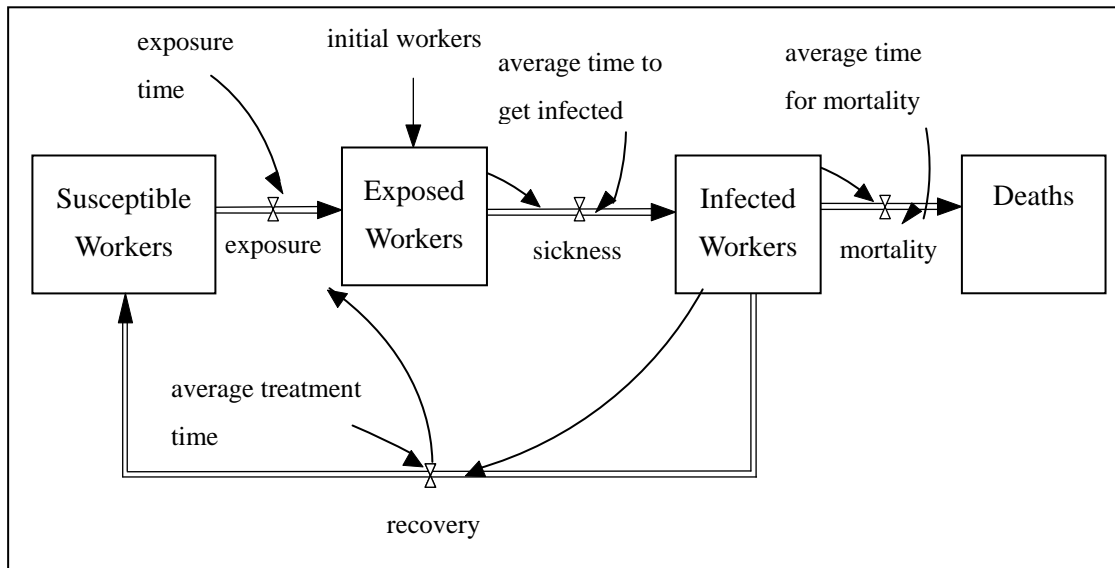 exposure
time
initial workers
average time to
get infected
average time
for mortality
Susceptible
Workers
exposure
Exposed
Workers
sickness
Infected
Workers
mortality
Deaths
average treatment
time
recovery